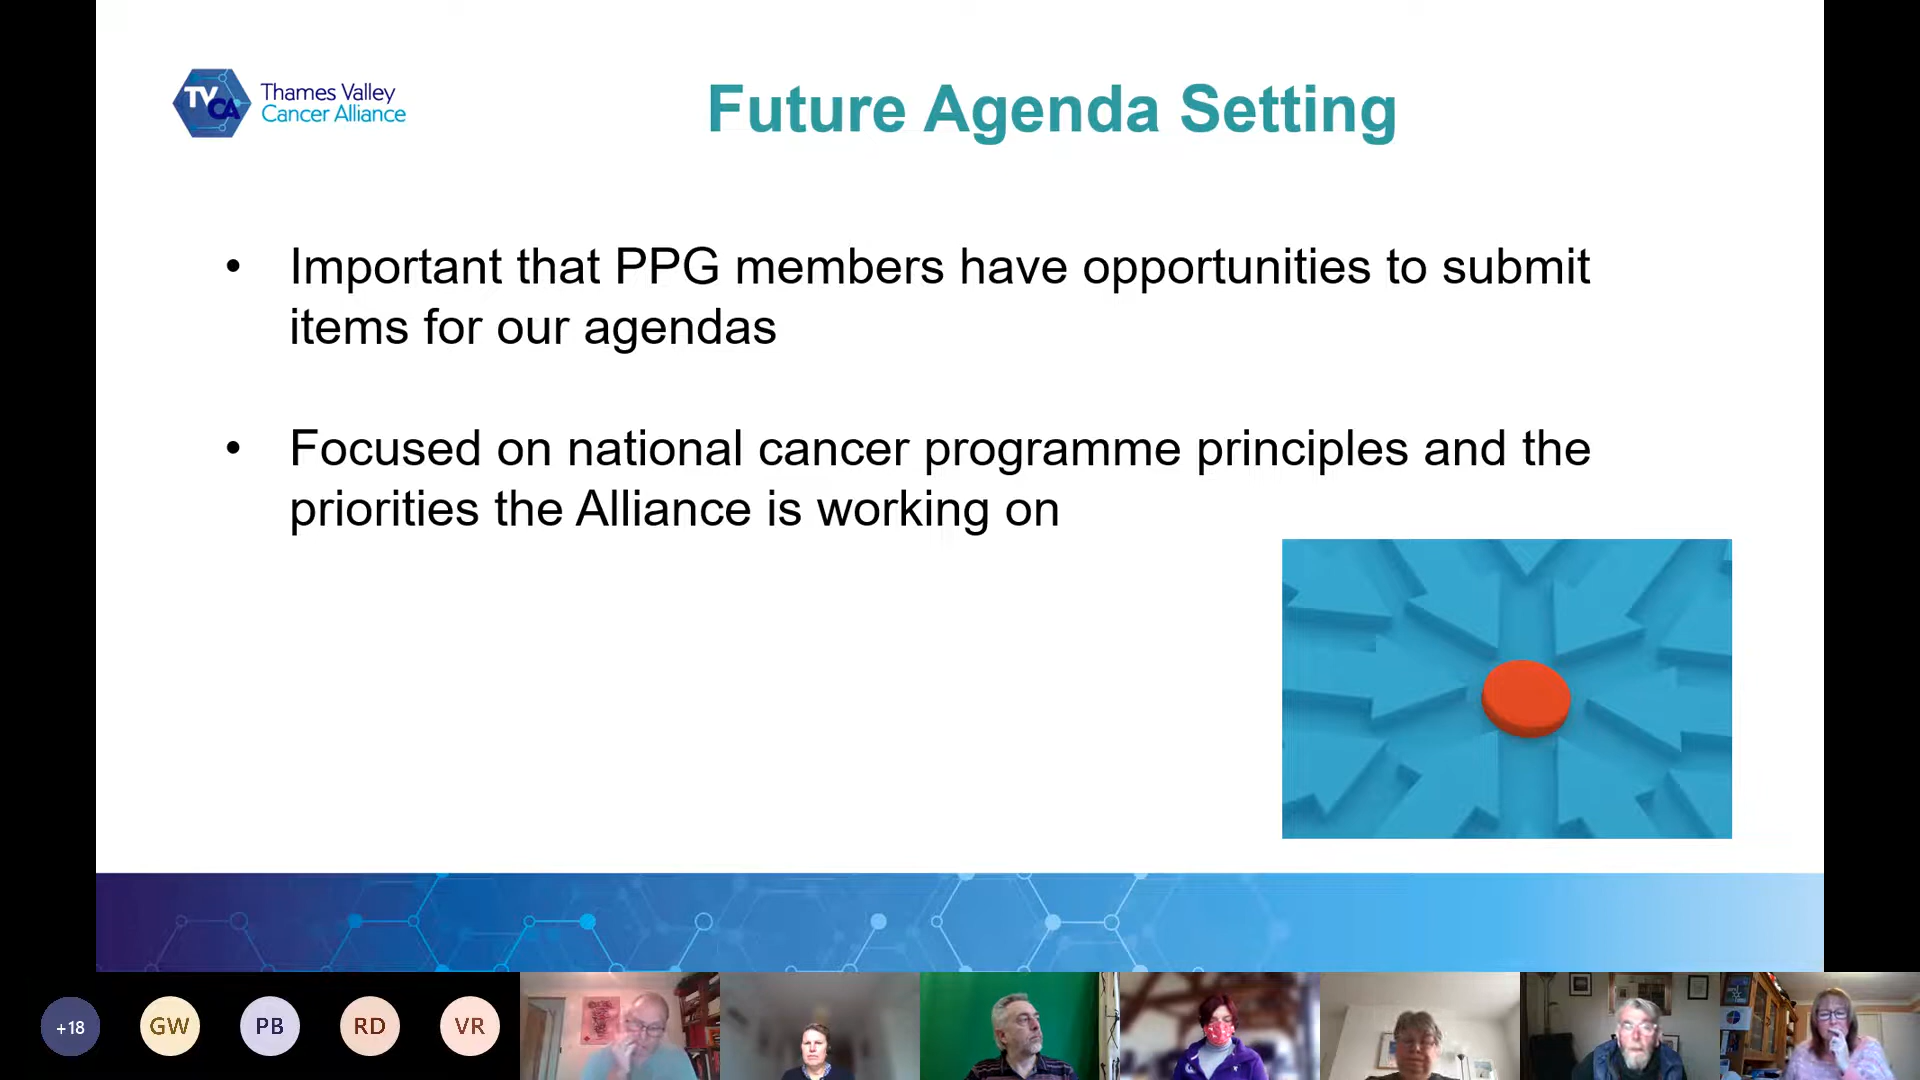 TVCA
Thames Valley
Cancer Alliance
Future Agenda Setting
• Important that PPG members have opportunities to submit
items for our agendas
• Focused on national cancer programme principles and the
priorities the Alliance is working on
+18
GW
PB
RD
VR